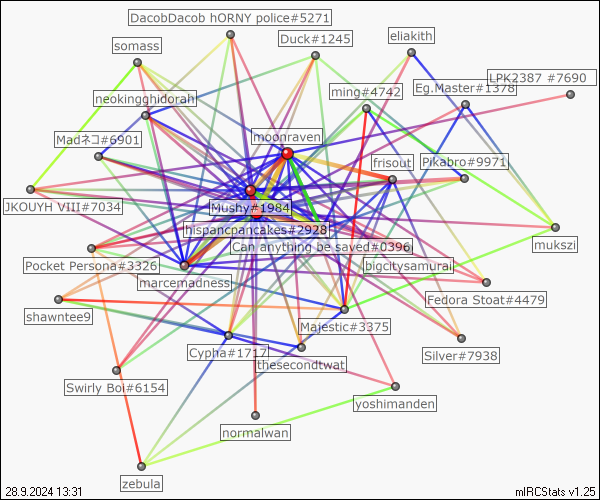 DacobDacob hORNY police#5271
Duck#1245
eliakith
somass
LPK2387 #7690
Eg.Master#1378
ming#4742
neokingghidorah
moonraven
Madネコ#6901
frisout
Pikabro#9971
JKOUYH VIII#7034
Mushy#1984
hispancpancakes#2928
Can anything be saved#0396
mukszi
Pocket Persona#3326
bigcitysamurai
marcemadness
Fedora Stoat#4479
shawntee9
Majestic#3375
Cypha#1717
Silver#7938
thesecondtwat
Swirly Boi#6154
yoshimanden
normalwan
zebula
28.9.2024 13:31
mIRCStats v1.25